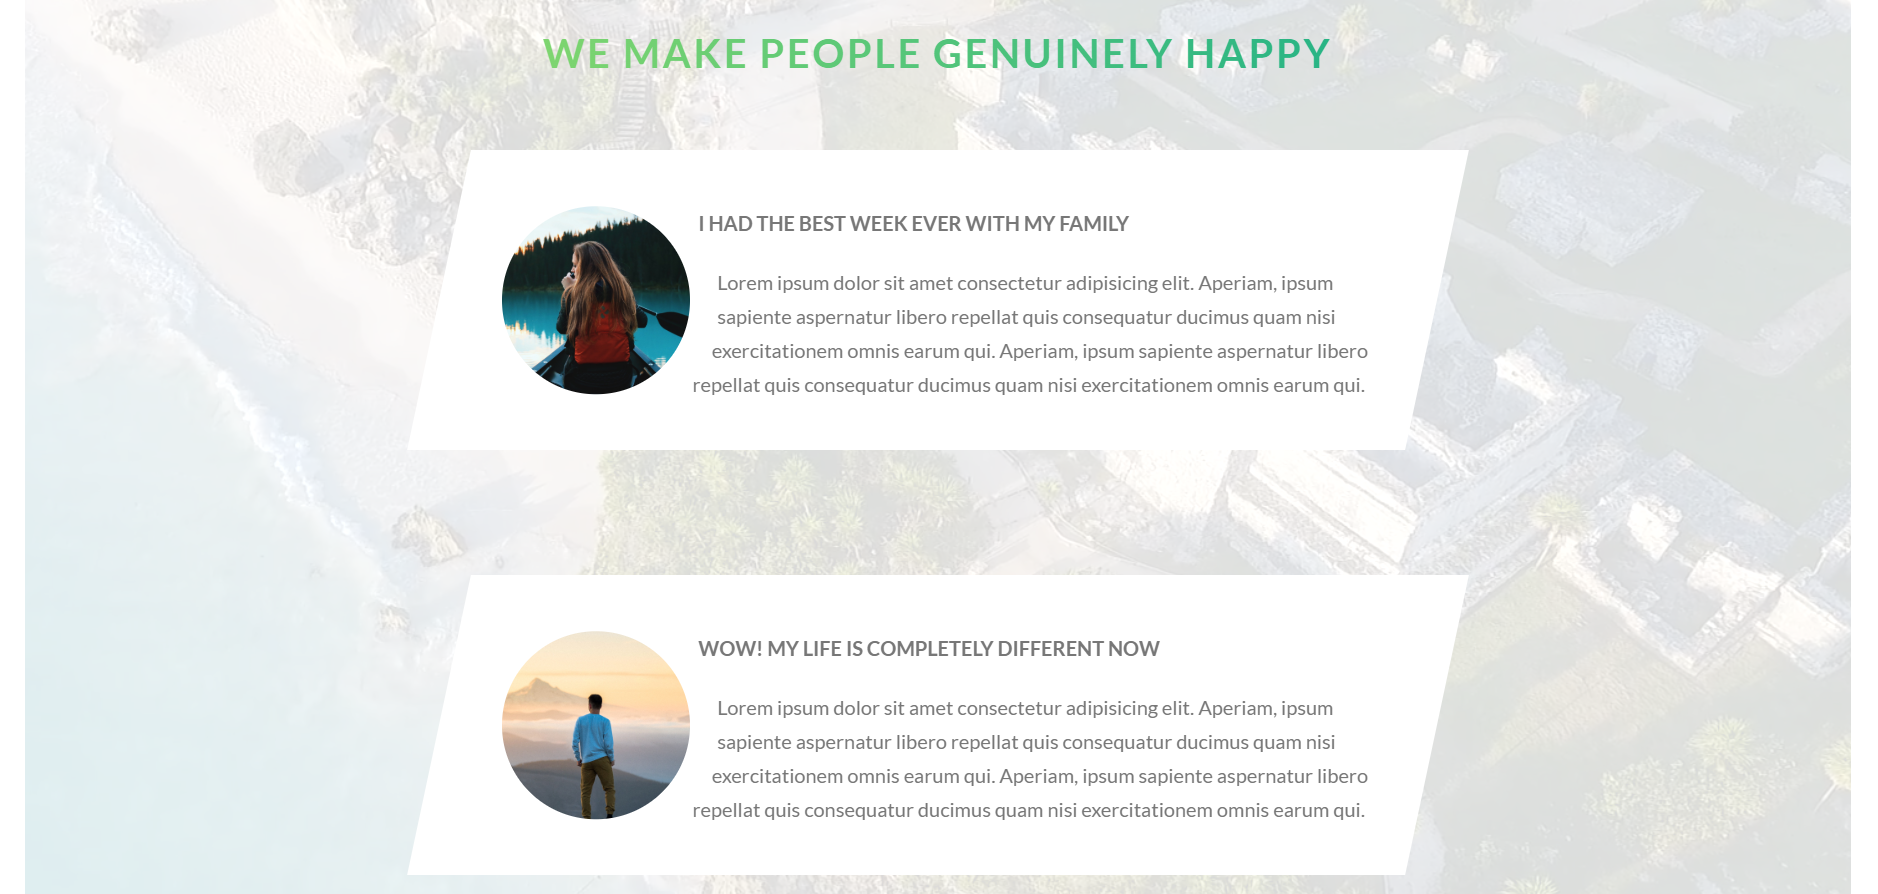 WE MAKE PEOPLE GENUINELY HAPPY
I HAD THE BEST WEEK EVER WITH MY FAMILY
Lorem ipsum dolor sit amet consectetur adipisicing elit. Aperiam, ipsum
sapiente aspernatur libero repellat quis consequatur ducimus quam nisi
exercitationem omnis earum qui. Aperiam, ipsum sapiente aspernatur libero
repellat quis consequatur ducimus quam nisi exercitationem omnis earum qui.
WOW! MY LIFE IS COMPLETELY DIFFERENT NOW
Lorem ipsum dolor sit amet consectetur adipisicing elit. Aperiam, ipsum
sapiente aspernatur libero repellat quis consequatur ducimus quam nisi
exercitationem omnis earum qui. Aperiam, ipsum sapiente aspernatur libero
repellat quis consequatur ducimus quam nisi exercitationem omnis earum qui.